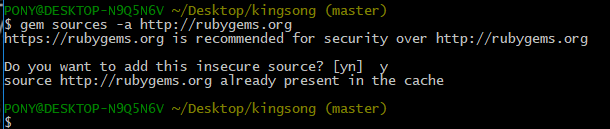 PONY@DESKTOP-N9Q5N6V ~/Desktop/kingsong (master)
$ gem sources -a http://rubygems.org
https://rubygems.org is recommended for security over http://rubygems.org
Do you want to add this insecure source? [yn]  y
source http://rubygems.org already present in the cache
PONY@DESKTOP-N9Q5N6V ~/Desktop/kingsong (master)
$